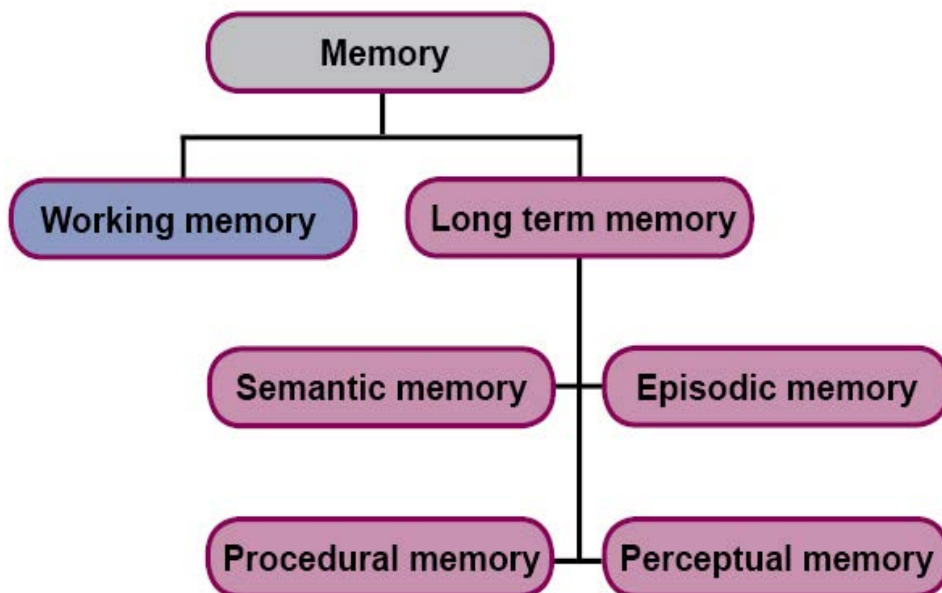 Memory
Working memory
Long term memory
Semantic memory
Episodic memory
Procedural memory
Perceptual memory